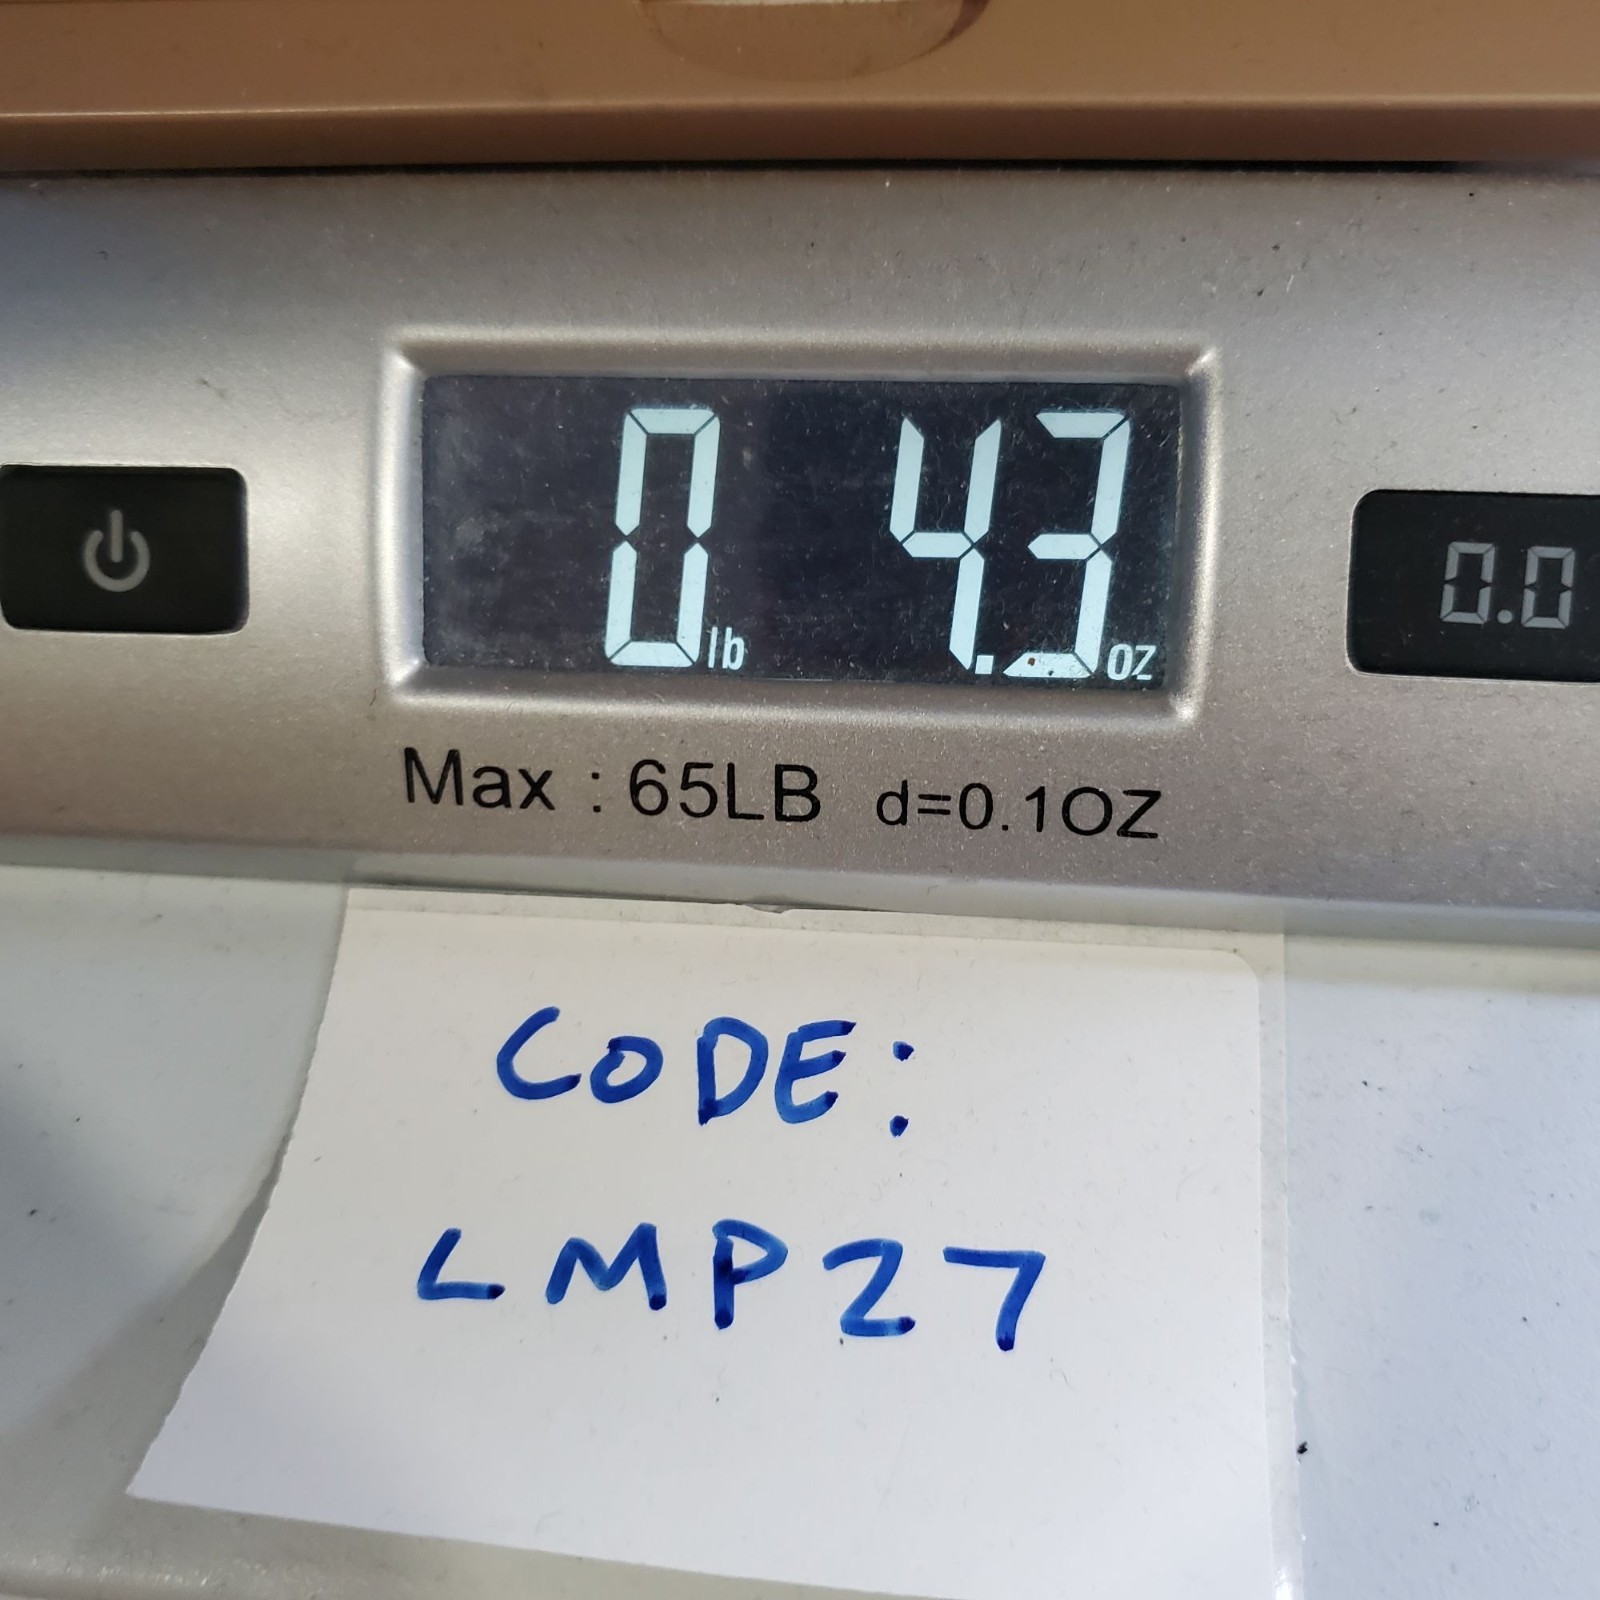 0 lb 4.3 oz
0.0
Max : 65LB d=0.1OZ
CODE:
LMP27